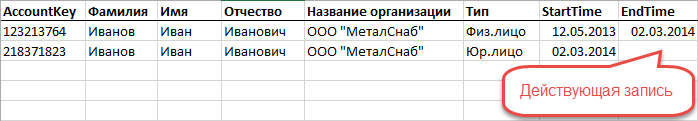 AccountKey Фамилия Имя Отчество Название организации Тип StartTime EndTime
123213764 Иванов Иван Иванович ООО "МеталСнаб" Физ.лицо 12.05.2013 02.03.2014
218371823 Иванов Иван Иванович ООО "МеталСнаб" Юр.лицо 02.03.2014
Действующая запись